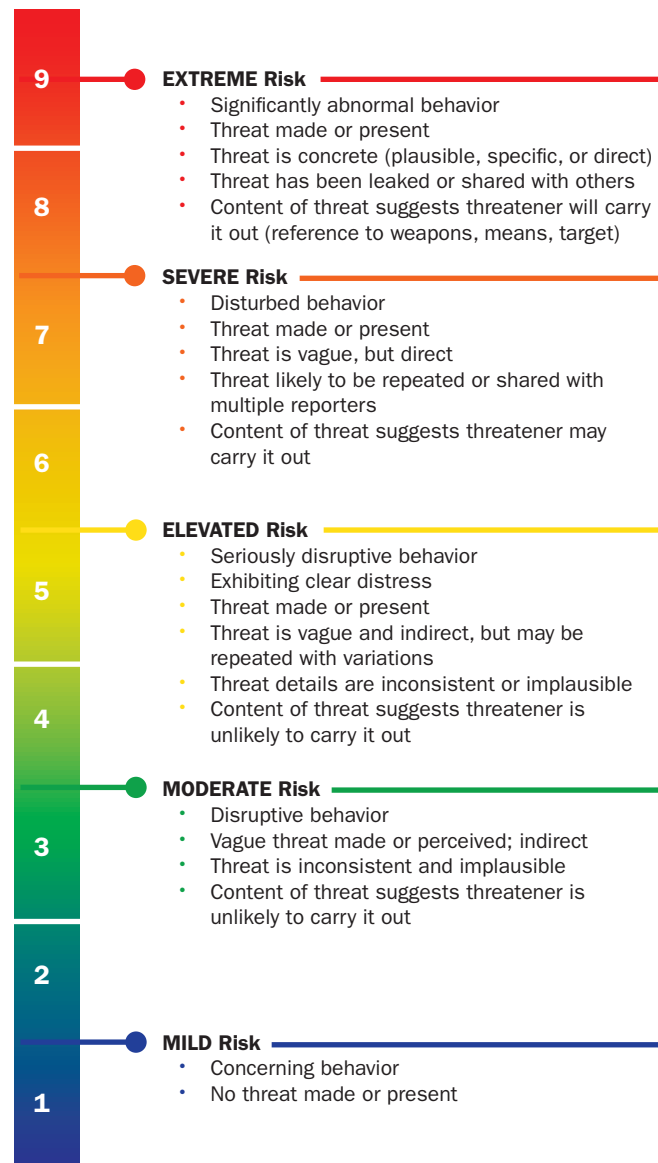 9
EXTREME Risk
• Significantly abnormal behavior
• Threat made or present
• Threat is concrete (plausible, specific, or direct)
• Threat has been leaked or shared with others
8
• Content of threat suggests threatener will carry
it out (reference to weapons, means, target)
SEVERE Risk
• Disturbed behavior
7
• Threat made or present
• Threat is vague, but direct
• Threat likely to be repeated or shared with
multiple reporters
• Content of threat suggests threatener may
carry it out
6
ELEVATED Risk
• Seriously disruptive behavior
• Exhibiting clear distress
5
• Threat made or present
• Threat is vague and indirect, but may be
repeated with variations
• Threat details are inconsistent or implausible
• Content of threat suggests threatener is
unlikely to carry it out
4
MODERATE Risk
• Disruptive behavior
• Vague threat made or perceived; indirect
3
• Threat is inconsistent and implausible
• Content of threat suggests threatener is
unlikely to carry it out
2
MILD Risk
• Concerning behavior
• No threat made or present
1